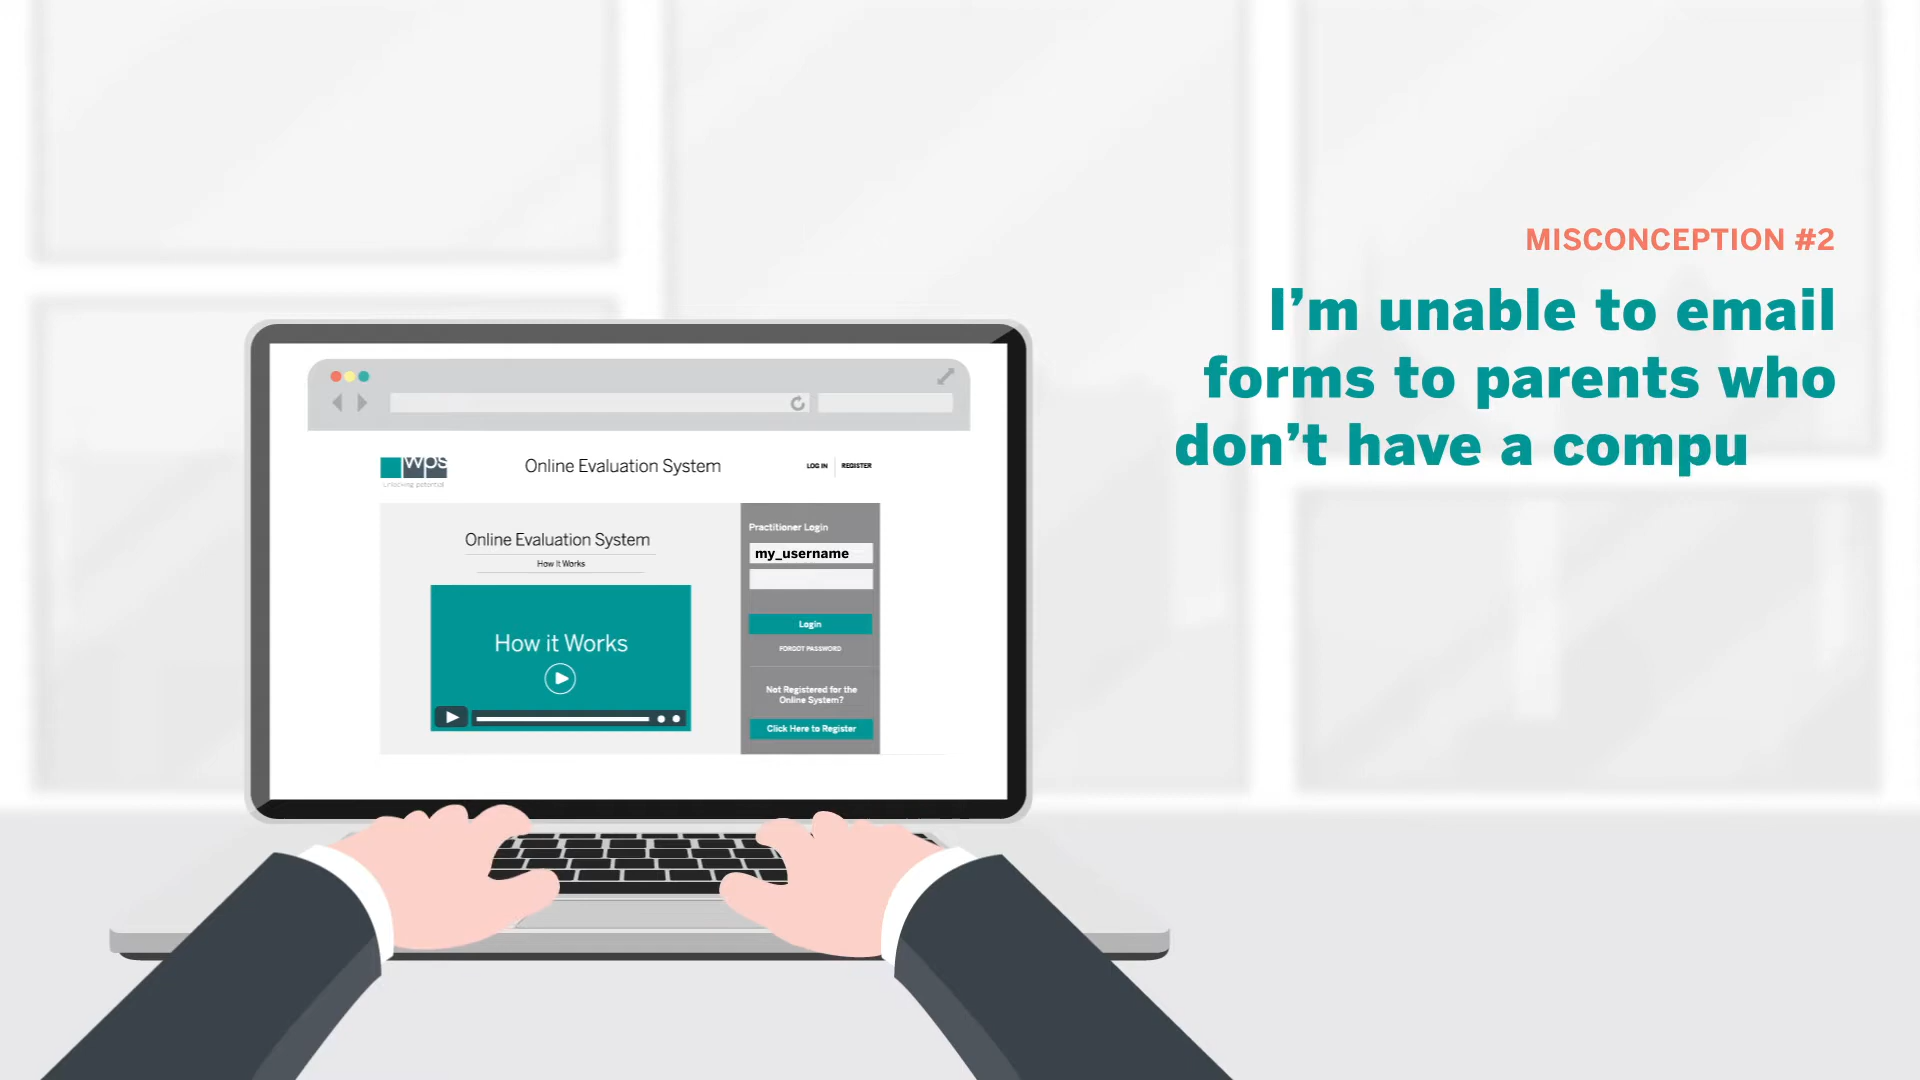 MISCONCEPTION #2
I’m unable to email
forms to parents who
don’t have a compu
wps
unlocking potential
Online Evaluation System
LOG IN
REGISTER
Online Evaluation System
How It Works
How it Works
Practitioner Login
my_username
Login
FORGOT PASSWORD
Not Registered for the
Online System?
Click Here to Register